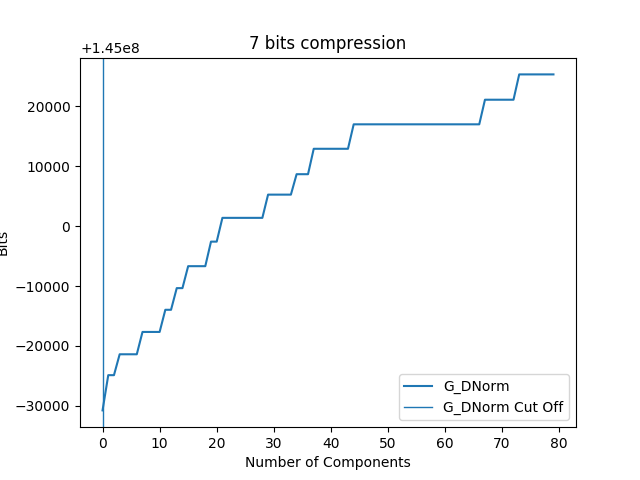 7 bits compression
+1.45e8
20000
10000
0
−10000
−20000
−30000
Bits
0 10 20 30 40 50 60 70 80
Number of Components
G_DNorm
G_DNorm Cut Off